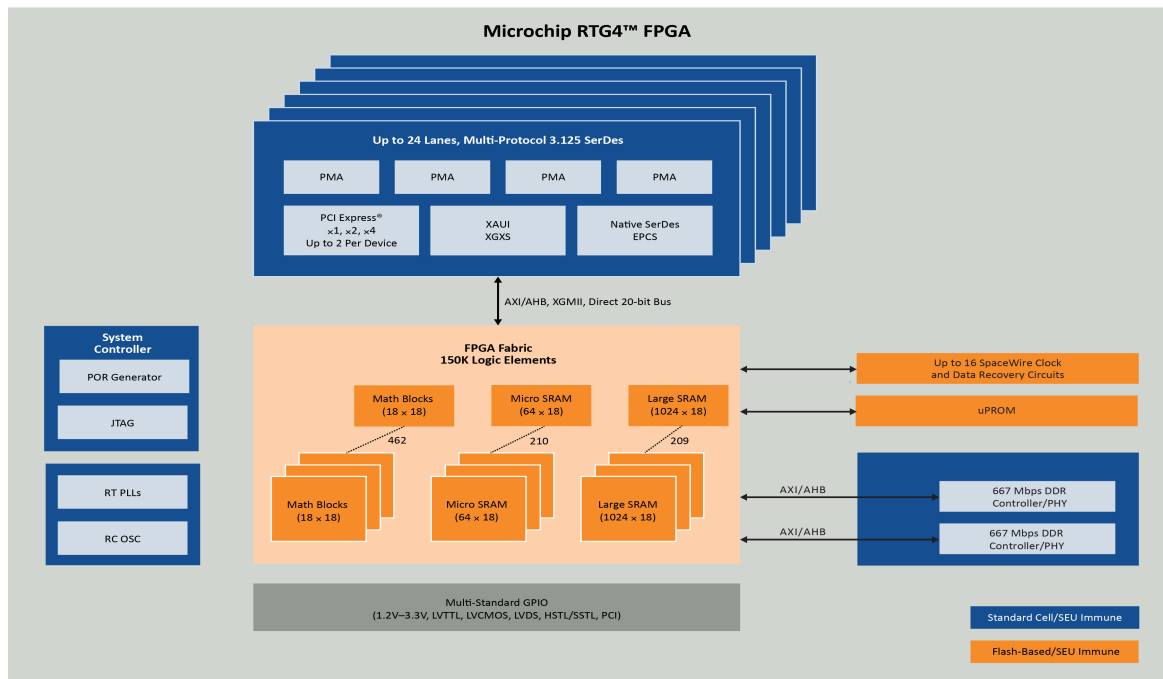 Microchip RTG4™ FPGA
Up to 24 Lanes, Multi-Protocol 3.125 SerDes
PMA
PMA
PMA
PMA
PCI Express®
x1, x2, x4
Up to 2 Per Device
XAUI
XGXS
Native SerDes
EPCS
AXI/AHB, XGMII, Direct 20-bit Bus
System
Controller
POR Generator
JTAG
RT PLLs
RC OSC
FPGA Fabric
150K Logic Elements
Math Blocks
(18 x 18)
Micro SRAM
(64 x 18)
Large SRAM
(1024 x 18)
462
210
209
Math Blocks
(18 x 18)
Micro SRAM
(64 x 18)
Large SRAM
(1024 x 18)
Up to 16 SpaceWire Clock
and Data Recovery Circuits
uPROM
AXI/AHB
667 Mbps DDR
Controller/PHY
AXI/AHB
667 Mbps DDR
Controller/PHY
Multi-Standard GPIO
(1.2V–3.3V, LVTTL, LVCMOS, LVDS, HSTL/SSTL, PCI)
Standard Cell/SEU Immune
Flash-Based/SEU Immune